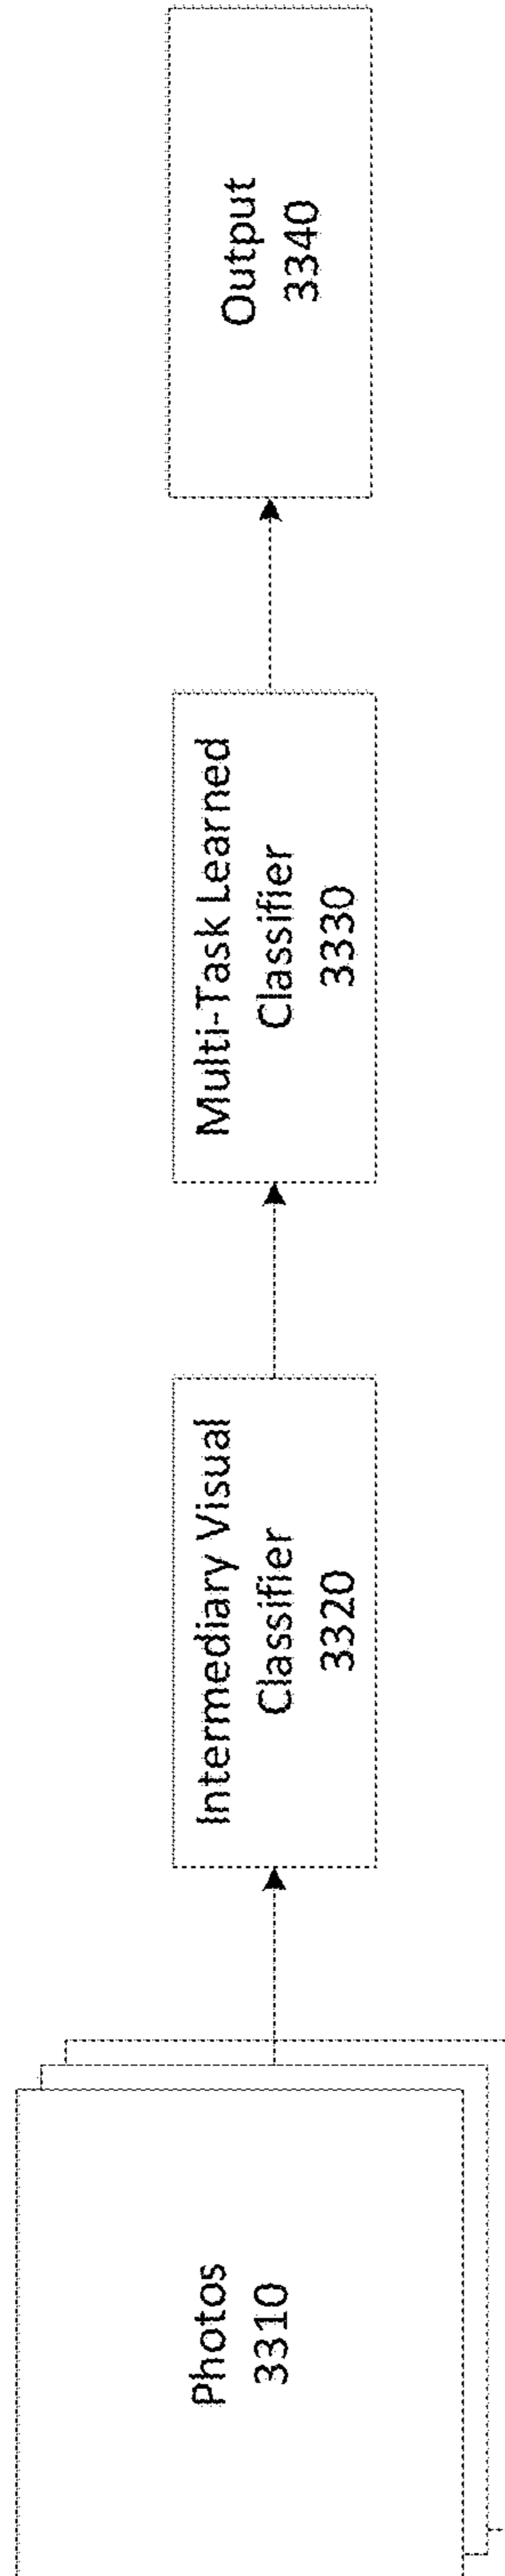 Photos
3310
Intermediary Visual
Classifier
3320
Multi-Task Learned
Classifier
3330
Output
3340